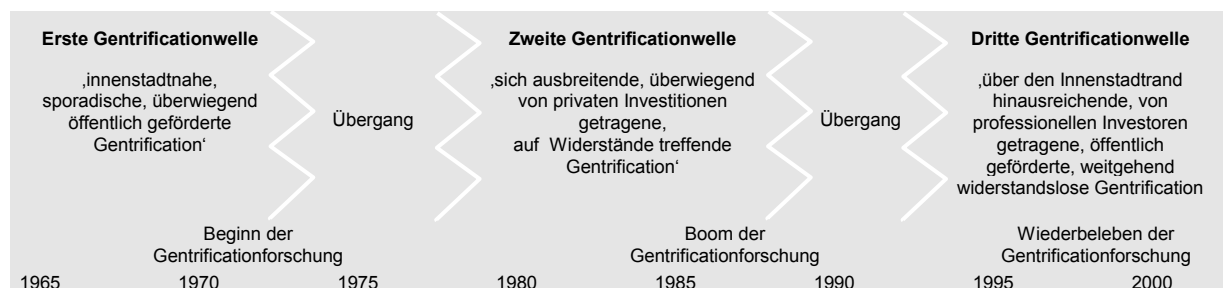 Erste Gentrificationwelle
‚innenstadtnahe,
sporadische, überwiegend
öffentlich geförderte
Gentrification‘
Übergang
Zweite Gentrificationwelle
‚sich ausbreitende, überwiegend
von privaten Investitionen
getragene,
auf Widerstände treffende
Gentrification‘
Übergang
Dritte Gentrificationwelle
‚über den Innenstadtrand
hinausreichende, von
professionellen Investoren
getragene, öffentlich
geförderte, weitgehend
widerstandslose Gentrification
Beginn der
Gentrificationforschung
Boom der
Gentrificationforschung
Wiederbeleben der
Gentrificationforschung
1965 1970 1975 1980 1985 1990 1995 2000